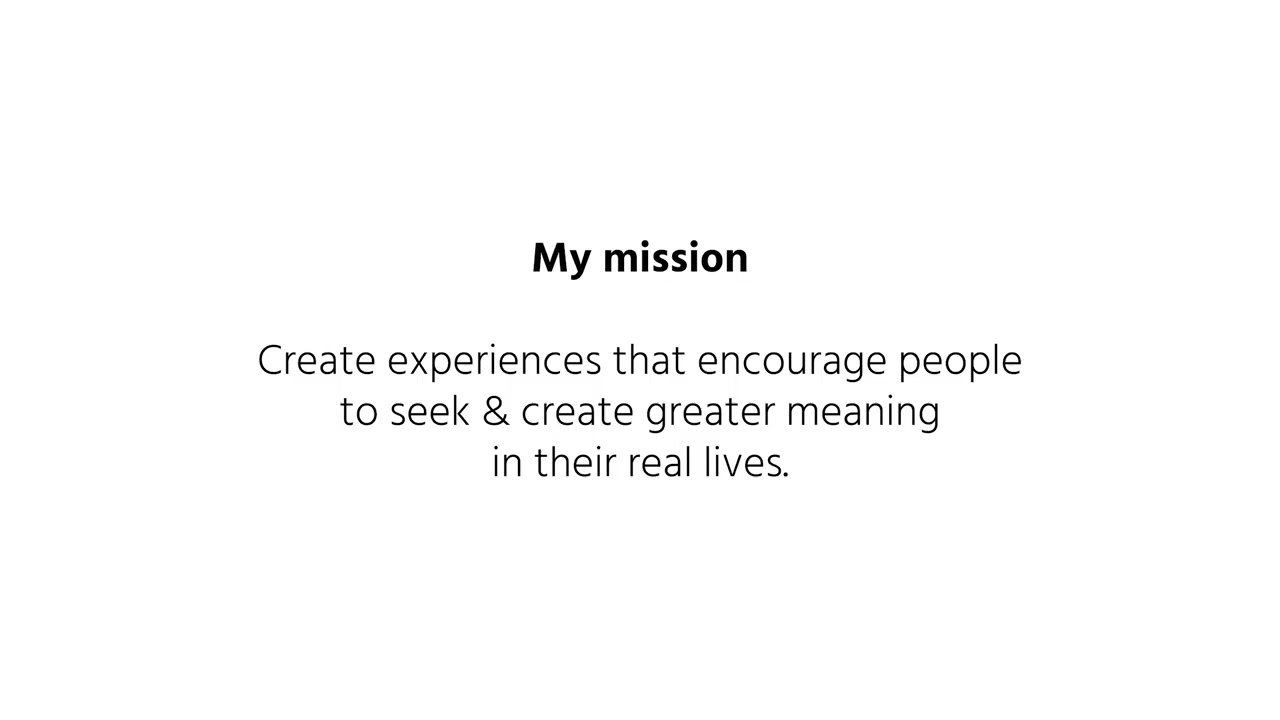 My mission
Create experiences that encourage people
to seek & create greater meaning
in their real lives.